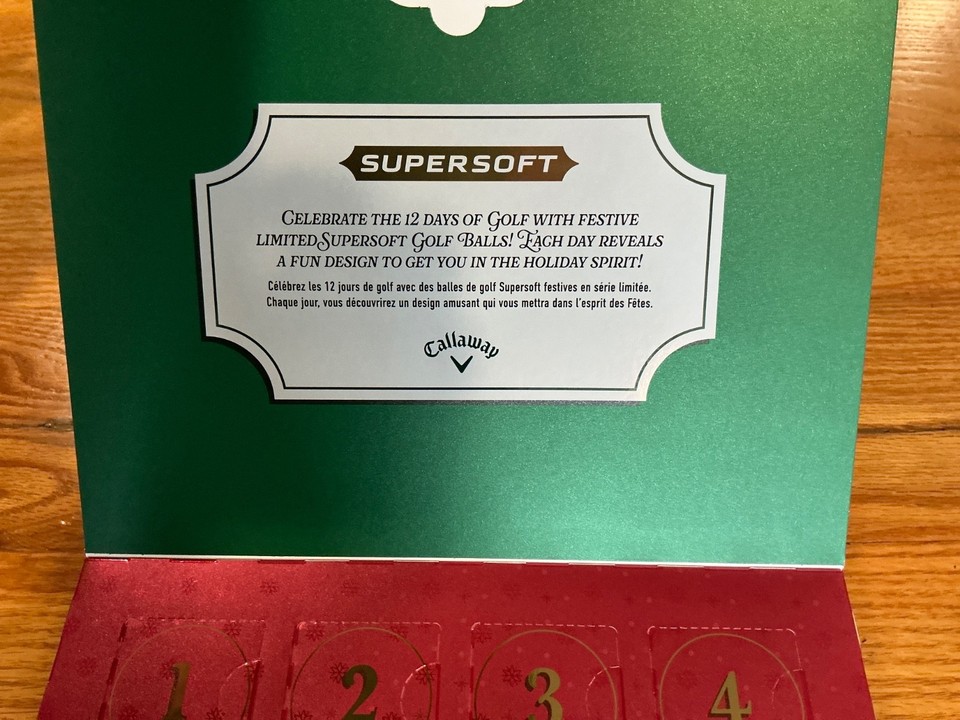 SUPERSOFT
CELEBRATE THE 12 DAYS OF GOLF WITH FESTIVE
LIMITED SUPERSOFT GOLF BALLS! EACH DAY REVEALS
A FUN DESIGN TO GET YOU IN THE HOLIDAY SPIRIT!
Célébrez les 12 jours de golf avec des balles de golf Supersoft festives en série limitée.
Chaque jour, vous découvrirez un design amusant qui vous mettra dans l'esprit des Fêtes.
Callaway
1 2 3 4